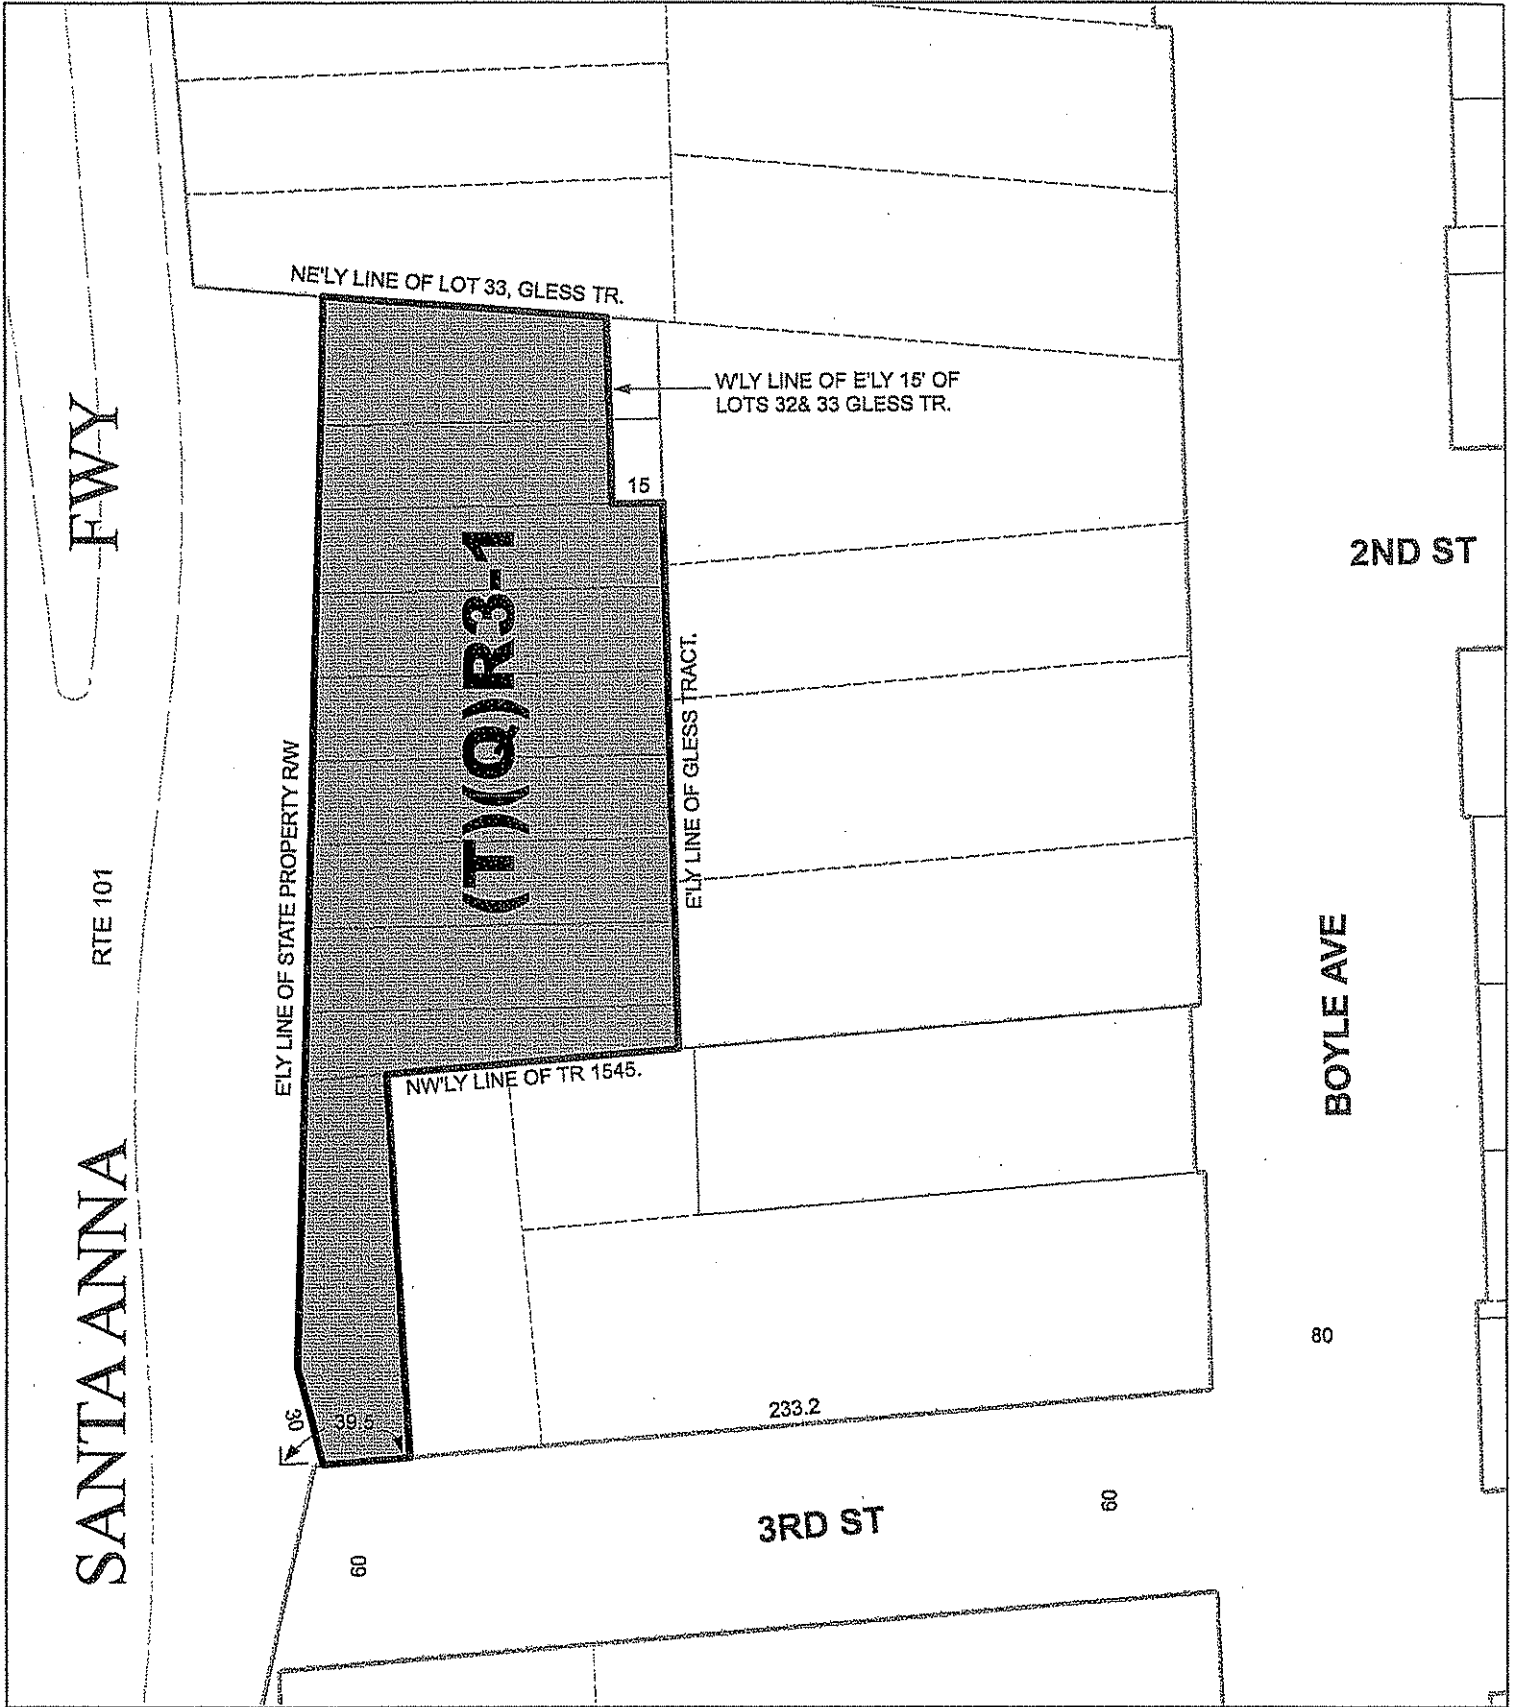 NE'LY LINE OF LOT 33, GLESS TR.
W'LY LINE OF E'LY 15' OF
LOTS 32& 33 GLESS TR.
FWY
15
2ND ST
(T)(Q)R3-1
E'LY LINE OF GLESS TRACT.
E'LY LINE OF STATE PROPERTY R/W
RTE 101
BOYLE AVE
NW'LY LINE OF TR 1545.
SANTA ANNA
80
30
39.5
233.2
3RD ST
60
60